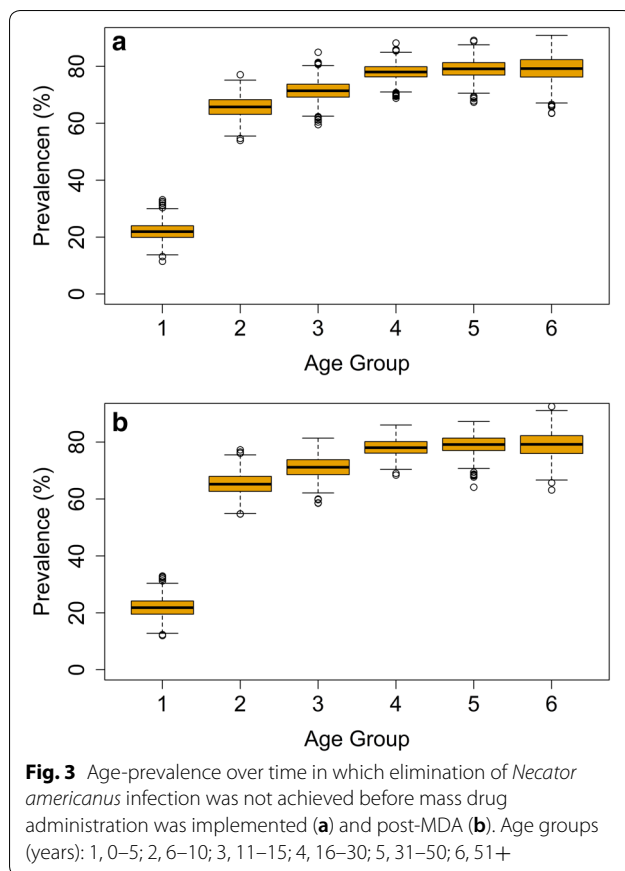 a
Prevalencen (%)
80
60
40
20
0
1 2 3 4 5 6
Age Group
b
Prevalence (%)
80
60
40
20
0
1 2 3 4 5 6
Age Group
Fig. 3 Age-prevalence over time in which elimination of Necator
americanus infection was not achieved before mass drug
administration was implemented (a) and post-MDA (b). Age groups
(years): 1, 0–5; 2, 6–10; 3, 11–15; 4, 16–30; 5, 31–50; 6, 51+